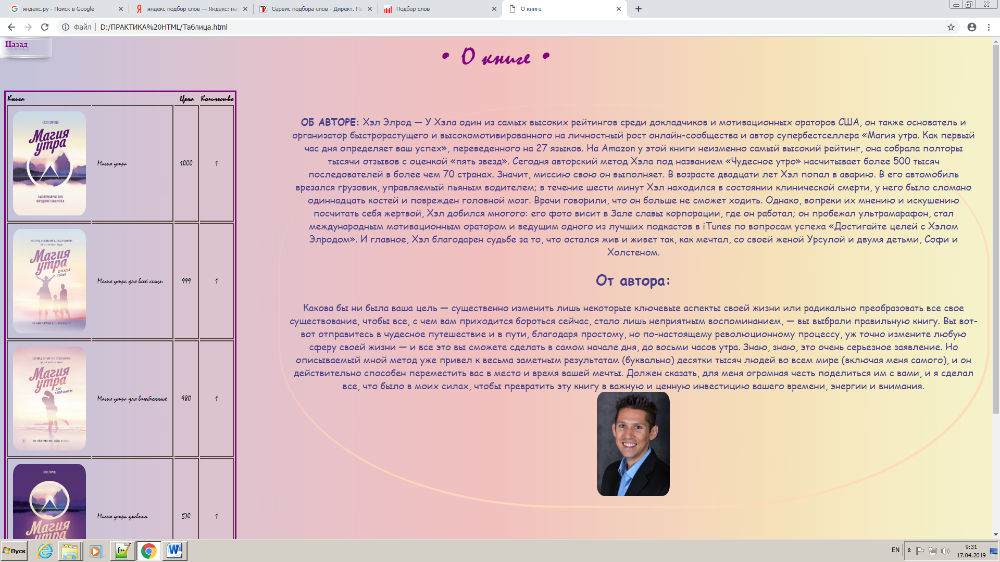 яндекс.ру - Поиск в Google
яндекс подбор слов — Яндекс: на
Сервис подбора слов - Директ. По
Подбор слов
О книге
Файл
D:/ПРАКТИКА%20HTML/Таблица.html
Назад
• О книге •
Книга Цена Количество
ХЭЛ ЭЛРОД
Магия
утра
КАК ПЕРВЫЙ ЧАС ДНЯ
ОПРЕДЕЛЯЕТ ВАШ УСПЕХ
Магия утра 1000 1
Магия
утра
ДЛЯ ВСЕЙ
СЕМЬИ
Магия утра для всей семьи 999 1
Магия
утра
для
влюбленных
Магия утра для влюбленных 980 1
ХЭЛ ЭЛРОД
Магия
утра
Магия утра дневник 570 1
ОБ АВТОРЕ: Хэл Элрод — У Хэла один из самых высоких рейтингов среди докладчиков и мотивационных ораторов США, он также основатель и
организатор быстрорастущего и высокомотивированного на личностный рост онлайн-сообщества и автор супербестселлера «Магия утра. Как первый
час дня определяет ваш успех», переведенного на 27 языков. На Amazon у этой книги неизменно самый высокий рейтинг, она собрала полторы
тысячи отзывов с оценкой «пять звезд». Сегодня авторский метод Хэла под названием «Чудесное утро» насчитывает более 500 тысяч
последователей в более чем 70 странах. Значит, миссию свою он выполняет. В возрасте двадцати лет Хэл попал в аварию. В его автомобиль
врезался грузовик, управляемый пьяным водителем; в течение шести минут Хэл находился в состоянии клинической смерти, у него было сломано
одиннадцать костей и поврежден головной мозг. Врачи говорили, что он больше не сможет ходить. Однако, вопреки их мнению и искушению
посчитать себя жертвой, Хэл добился многого: его фото висит в Зале славы корпорации, где он работал; он пробежал ультрамарафон, стал
международным мотивационным оратором и ведущим одного из лучших подкастов в iTunes по вопросам успеха «Достигайте целей с Хэлом
Элродом». И главное, Хэл благодарен судьбе за то, что остался жив и живет так, как мечтал, со своей женой Урсулой и двумя детьми, Софи и
Холстеном.
От автора:
Какова бы ни была ваша цель — существенно изменить лишь некоторые ключевые аспекты своей жизни или радикально преобразовать все свое
существование, чтобы все, с чем вам приходится бороться сейчас, стало лишь неприятным воспоминанием, — вы выбрали правильную книгу. Вы вот-
вот отправитесь в чудесное путешествие и в пути, благодаря простому, но по-настоящему революционному процессу, уж точно измените любую
сферу своей жизни — и все это вы сможете сделать в самом начале дня, до восьми часов утра. Знаю, знаю, это очень серьезное заявление. Но
описываемый мной метод уже привел к весьма заметным результатам (буквально) десятки тысяч людей во всем мире (включая меня самого), и он
действительно способен переместить вас в место и время вашей мечты. Должен сказать, для меня огромная честь поделиться им с вами, и я сделал
все, что было в моих силах, чтобы превратить эту книгу в важную и ценную инвестицию вашего времени, энергии и внимания.
Пуск
EN
9:31
17.04.2019